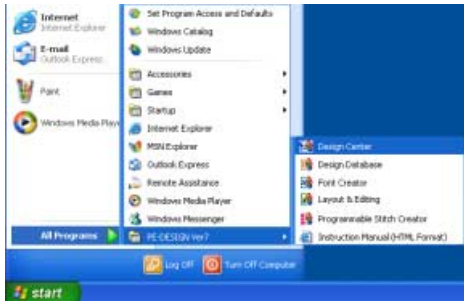 Internet
Internet Explorer
E-mail
Outlook Express
Paint
Windows Media Play
All Programs
Set Program Access and Defaults
Windows Catalog
Windows Update
Accessories
Games
Startup
Internet Explorer
MSN Explorer
Outlook Express
Remote Assistance
Windows Media Player
Windows Messenger
PE-DESIGN Ver7
Design Center
Design Database
Font Creator
Layout & Editing
Programmable Stitch Creator
Instruction Manual (HTML Format)
Log Off
Turn Off Computer
start